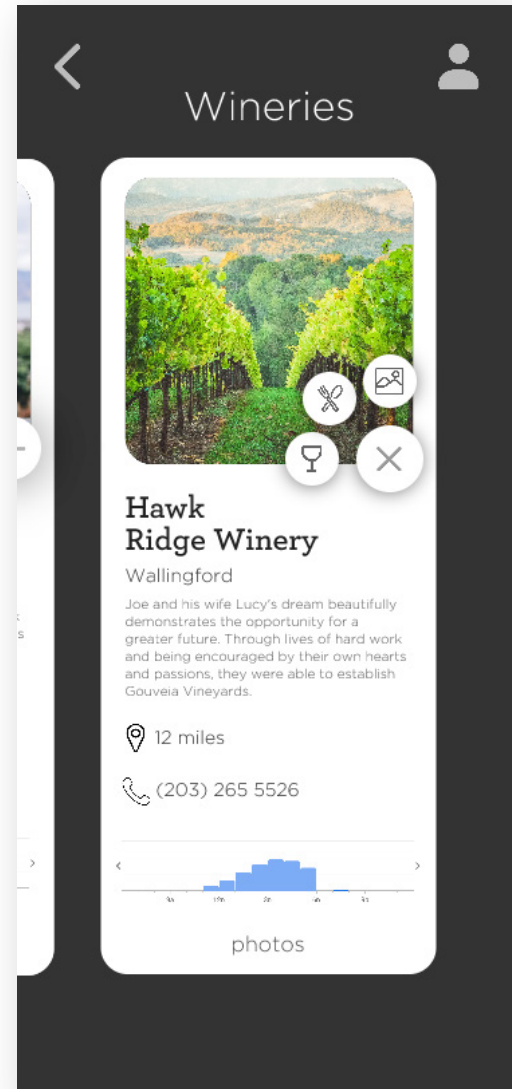 Wineries
Hawk
Ridge Winery
Wallingford
Joe and his wife Lucy's dream beautifully
demonstrates the opportunity for a
greater future. Through lives of hard work
and being encouraged by their own hearts
and passions, they were able to establish
Gouveia Vineyards.
12 miles
(203) 265 5526
photos